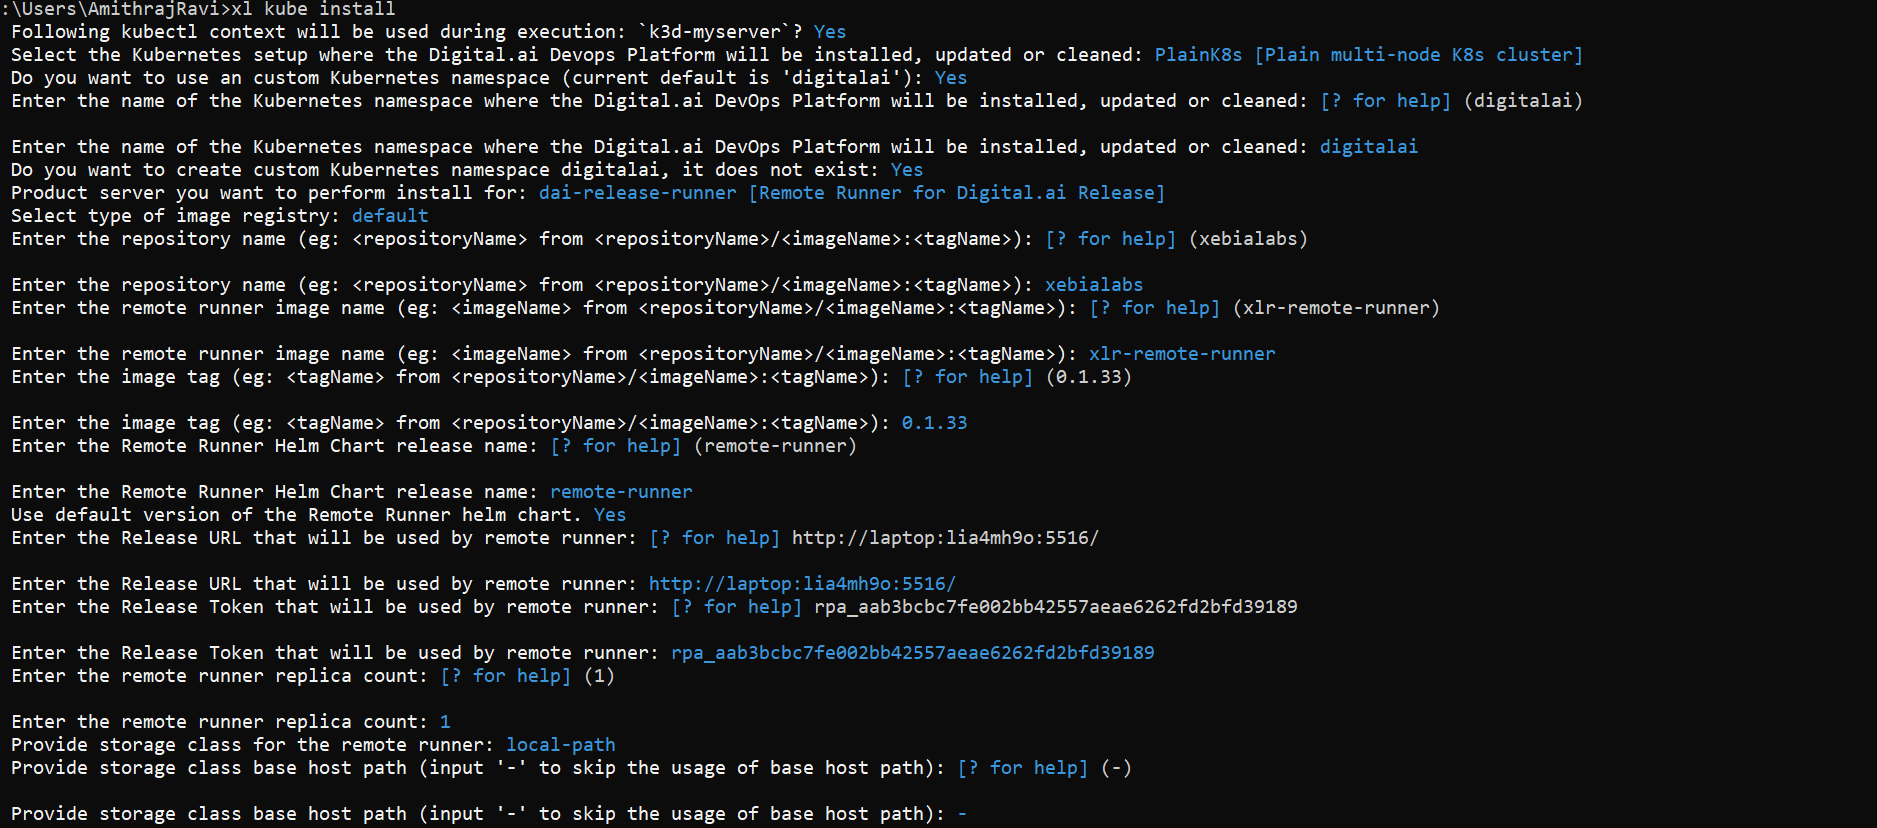 :\Users\AmithrajRavi>xl kube install
Following kubectl context will be used during execution: `k3d-myserver`? Yes
Select the Kubernetes setup where the Digital.ai Devops Platform will be installed, updated or cleaned: PlainK8s [Plain multi-node K8s cluster]
Do you want to use an custom Kubernetes namespace (current default is 'digitalai'): Yes
Enter the name of the Kubernetes namespace where the Digital.ai DevOps Platform will be installed, updated or cleaned: [? for help] (digitalai)
Enter the name of the Kubernetes namespace where the Digital.ai DevOps Platform will be installed, updated or cleaned: digitalai
Do you want to create custom Kubernetes namespace digitalai, it does not exist: Yes
Product server you want to perform install for: dai-release-runner [Remote Runner for Digital.ai Release]
Select type of image registry: default
Enter the repository name (eg: <repositoryName> from <repositoryName>/<imageName>:<tagName>): [? for help] (xebialabs)
Enter the repository name (eg: <repositoryName> from <repositoryName>/<imageName>:<tagName>): xebialabs
Enter the remote runner image name (eg: <imageName> from <repositoryName>/<imageName>:<tagName>): [? for help] (xlr-remote-runner)
Enter the remote runner image name (eg: <imageName> from <repositoryName>/<imageName>:<tagName>): xlr-remote-runner
Enter the image tag (eg: <tagName> from <repositoryName>/<imageName>:<tagName>): [? for help] (0.1.33)
Enter the image tag (eg: <tagName> from <repositoryName>/<imageName>:<tagName>): 0.1.33
Enter the Remote Runner Helm Chart release name: [? for help] (remote-runner)
Enter the Remote Runner Helm Chart release name: remote-runner
Use default version of the Remote Runner helm chart. Yes
Enter the Release URL that will be used by remote runner: [? for help] http://laptop:lia4mh9o:5516/
Enter the Release URL that will be used by remote runner: http://laptop:lia4mh9o:5516/
Enter the Release Token that will be used by remote runner: [? for help] rpa_aab3bcbc7fe002bb42557aeae6262fd2bfd39189
Enter the Release Token that will be used by remote runner: rpa_aab3bcbc7fe002bb42557aeae6262fd2bfd39189
Enter the remote runner replica count: [? for help] (1)
Enter the remote runner replica count: 1
Provide storage class for the remote runner: local-path
Provide storage class base host path (input '-' to skip the usage of base host path): [? for help] (-)
Provide storage class base host path (input '-' to skip the usage of base host path): -